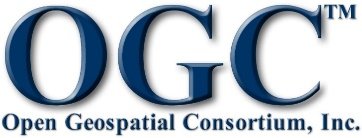 OGC™
Open Geospatial Consortium, Inc.